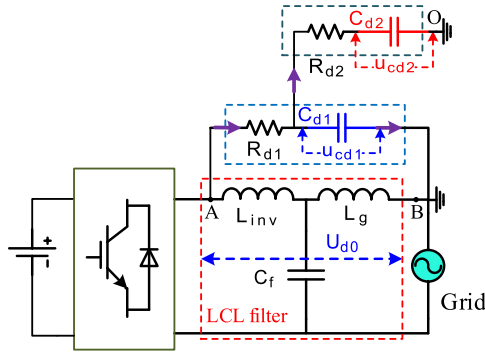 C_d2
O
R_d2
u_cd2
C_d1
R_d1
u_cd1
A
L_inv
L_g
B
U_d0
+
-
C_f
LCL filter
Grid